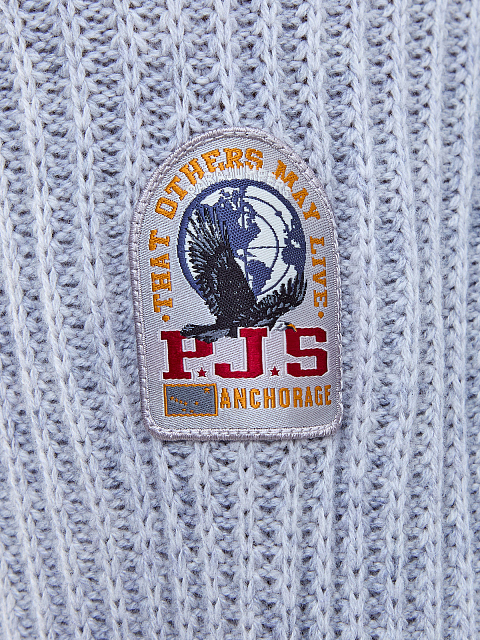 ·THAT OTHERS MAY LIVE·
P.J.S
ANCHORAGE